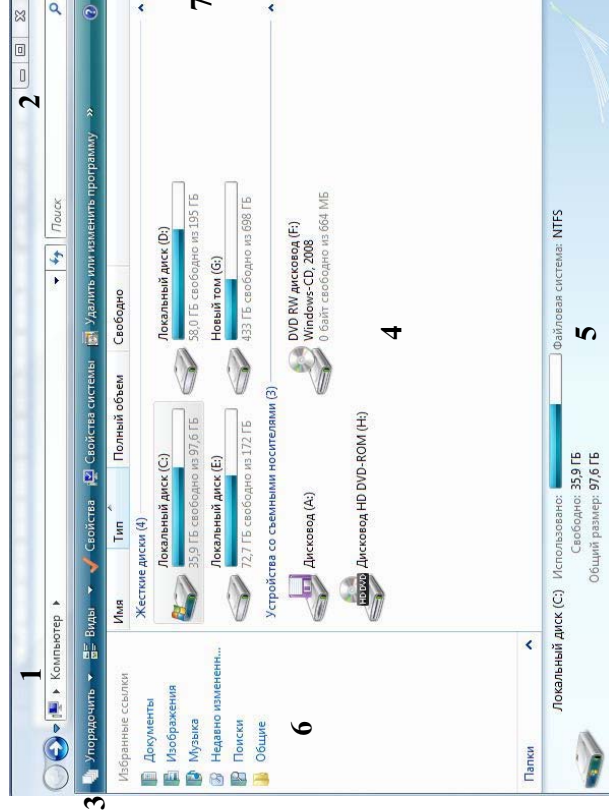 1
2
Компьютер
Поиск
3
Упорядочить
Виды
Свойства
Свойства системы
Удалить или изменить программу
»
Избранные ссылки
Документы
Изображения
Музыка
Недавно измененн...
Поиски
Общие
6
Папки
Имя
Тип
Полный объем
Свободно
Жесткие диски (4)
7
Локальный диск (C:)
35,9 ГБ свободно из 97,6 ГБ
Локальный диск (D:)
58,0 ГБ свободно из 195 ГБ
Локальный диск (E:)
72,7 ГБ свободно из 172 ГБ
Новый том (G:)
433 ГБ свободно из 698 ГБ
Устройства со съемными носителями (3)
Дисковод (A:)
DVD RW дисковод (F:)
Windows-CD, 2008
0 байт свободно из 664 МБ
HD DVD
Дисковод HD DVD-ROM (H:)
4
Локальный диск (C:)
Использовано:
Файловая система: NTFS
Свободно: 35,9 ГБ
Общий размер: 97,6 ГБ
5